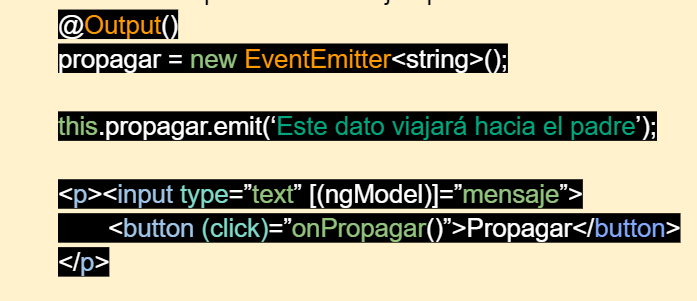 @Output()
propagar = new EventEmitter<string>();
this.propagar.emit(‘Este dato viajará hacia el padre’);
<p><input type=”text” [(ngModel)]=”mensaje”>
<button (click)=”onPropagar()”>Propagar</button>
</p>